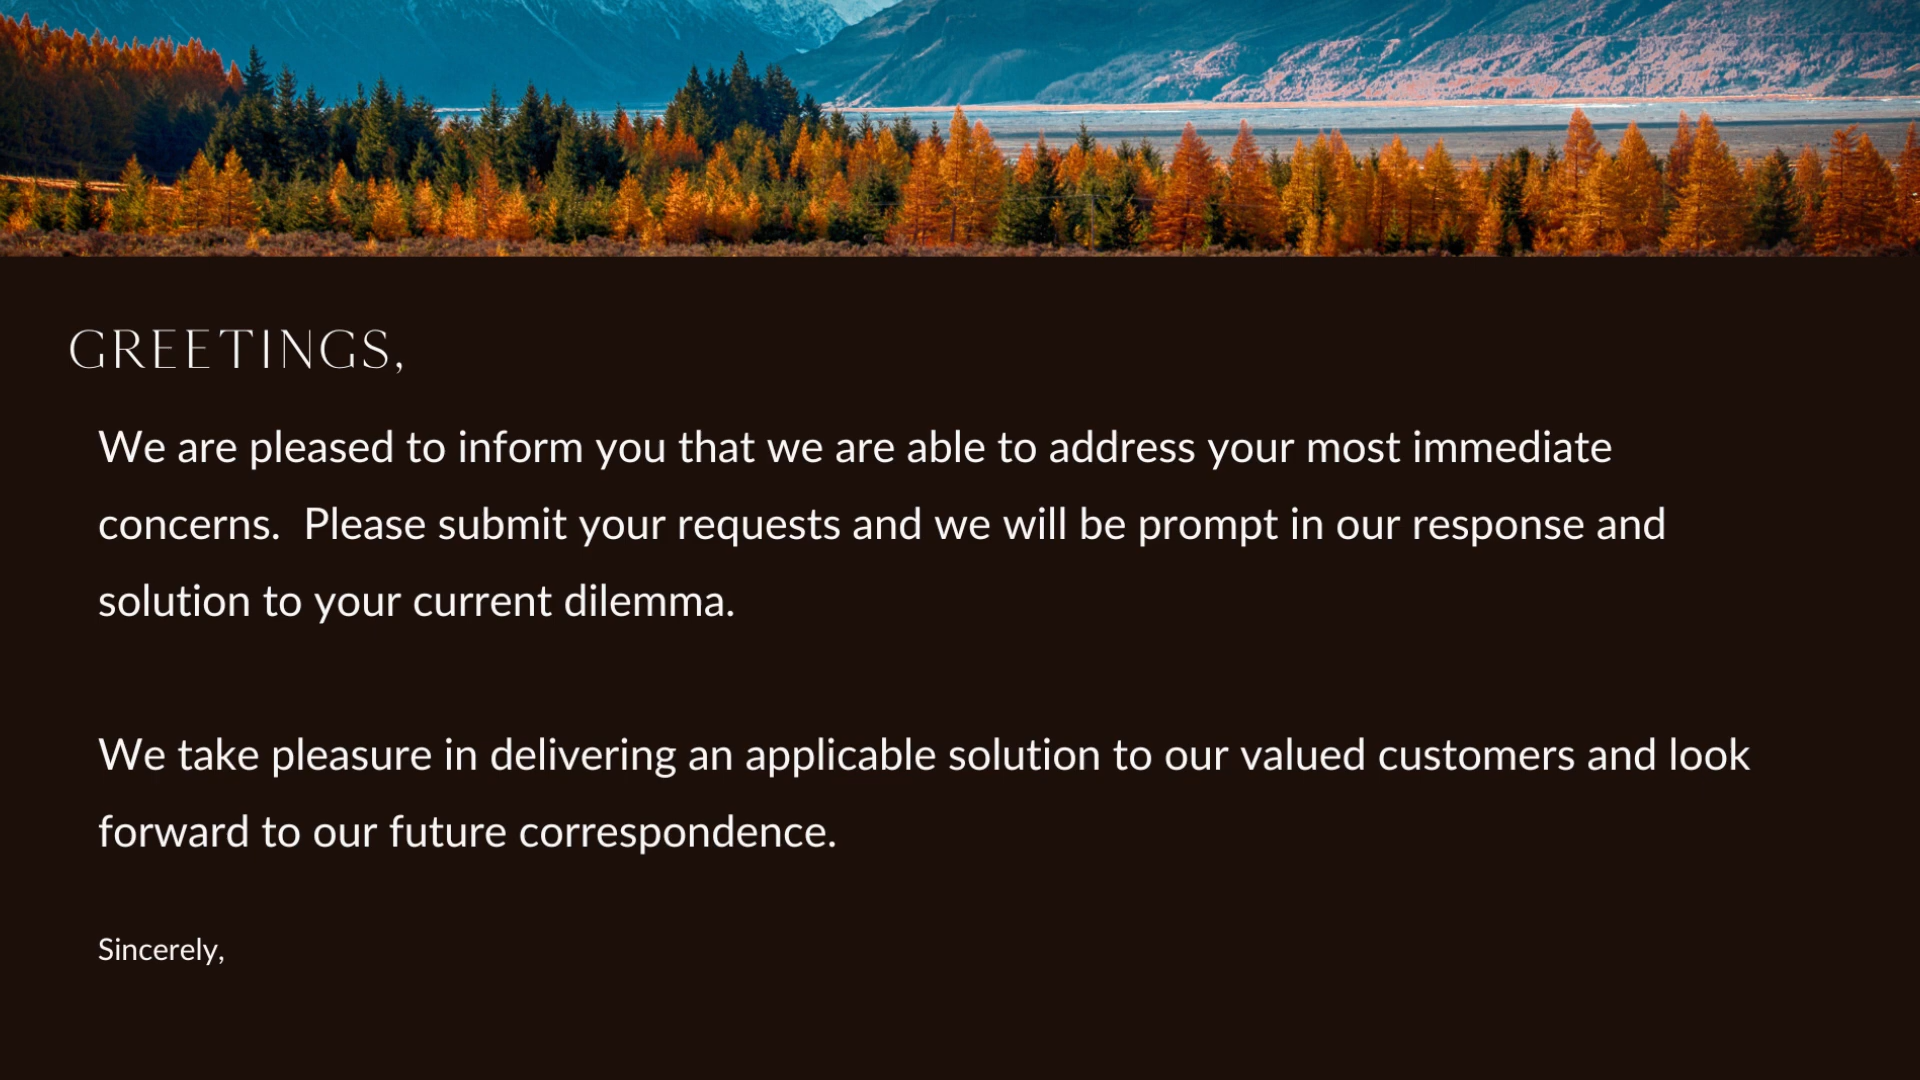 GREETINGS,
We are pleased to inform you that we are able to address your most immediate
concerns.  Please submit your requests and we will be prompt in our response and
solution to your current dilemma.
We take pleasure in delivering an applicable solution to our valued customers and look
forward to our future correspondence.
Sincerely,